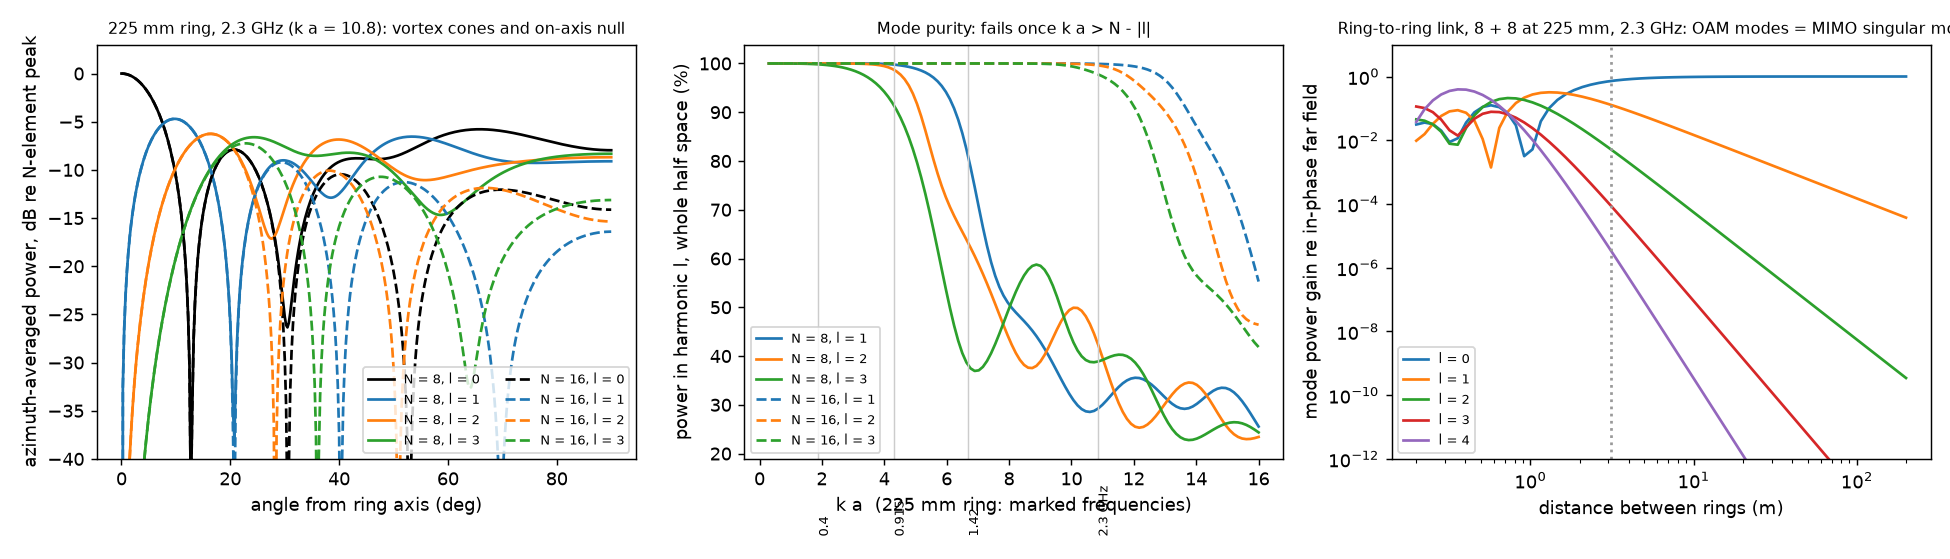 225 mm ring, 2.3 GHz (k a = 10.8): vortex cones and on-axis null
azimuth-averaged power, dB re N-element peak
0
−5
−10
−15
−20
−25
−30
−35
−40
N = 8, l = 0
N = 8, l = 1
N = 8, l = 2
N = 8, l = 3
N = 16, l = 0
N = 16, l = 1
N = 16, l = 2
N = 16, l = 3
0 20 40 60 80
angle from ring axis (deg)
Mode purity: fails once k a > N - |l|
power in harmonic l, whole half space (%)
100
90
80
70
60
50
40
30
20
N = 8, l = 1
N = 8, l = 2
N = 8, l = 3
N = 16, l = 1
N = 16, l = 2
N = 16, l = 3
0 2 4 6 8 10 12 14 16
k a (225 mm ring: marked frequencies)
0.4
1.42
2.3 GHz
Ring-to-ring link, 8 + 8 at 225 mm, 2.3 GHz: OAM modes = MIMO singular mo
mode power gain re in-phase far field
10⁰
10⁻²
10⁻⁴
10⁻⁶
10⁻⁸
10⁻¹⁰
10⁻¹²
l = 0
l = 1
l = 2
l = 3
l = 4
10⁰ 10¹ 10²
distance between rings (m)